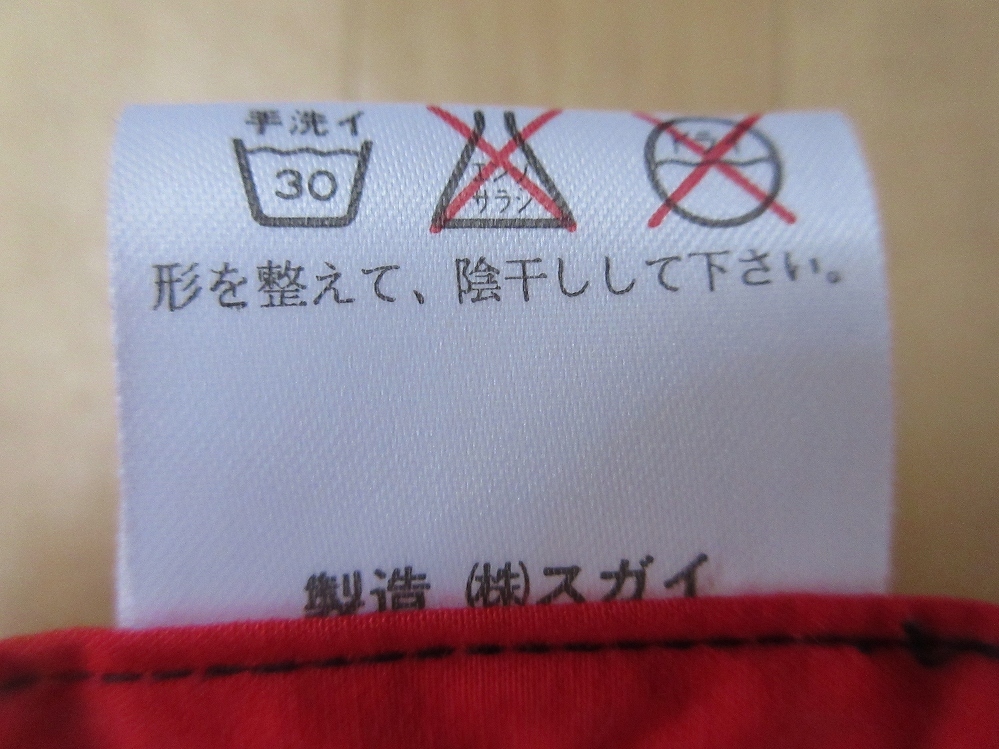 手洗イ
30
エンソ
サラシ
ドライ
形を整えて、陰干しして下さい。
製造 ㈱スガイ